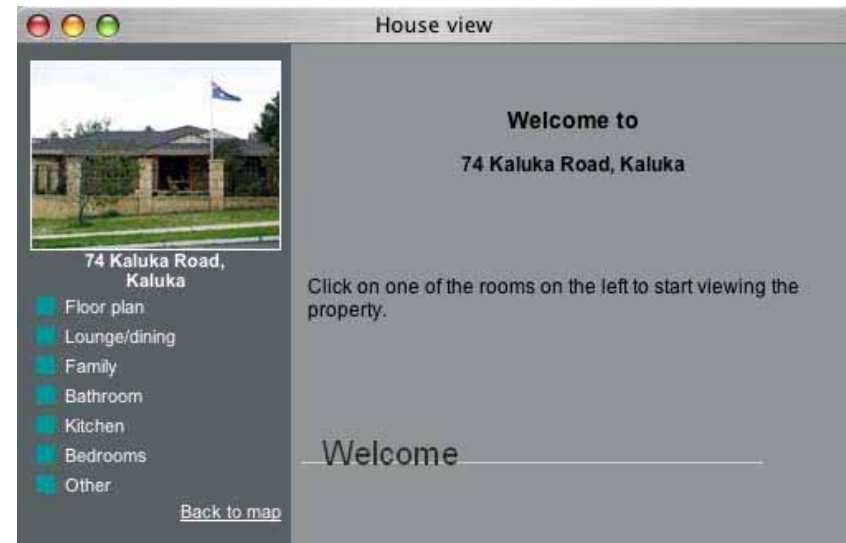 House view
74 Kaluka Road,
Kaluka
Floor plan
Lounge/dining
Family
Bathroom
Kitchen
Bedrooms
Other
Back to map
Welcome to
74 Kaluka Road, Kaluka
Click on one of the rooms on the left to start viewing the
property.
Welcome